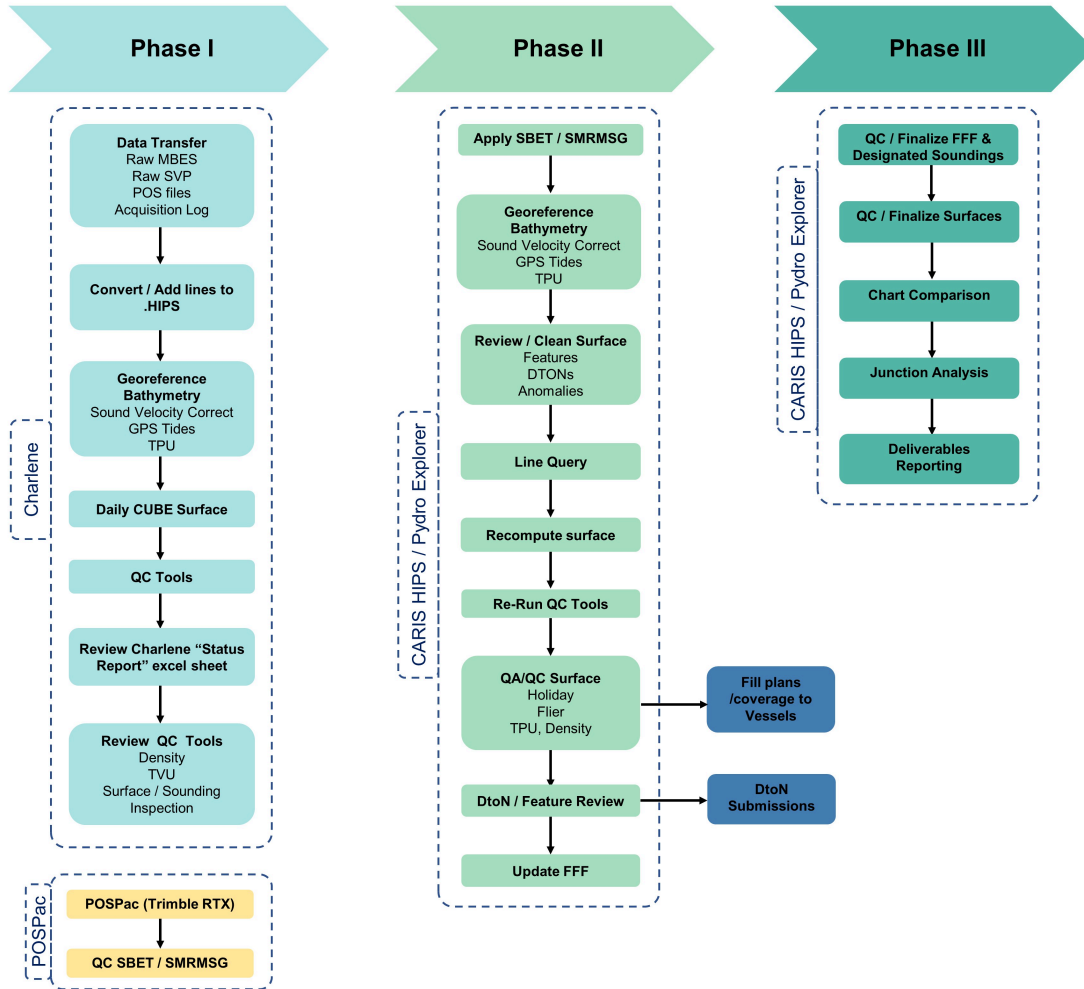 Phase I
Phase II
Phase III
Charlene
Data Transfer
Raw MBES
Raw SVP
POS files
Acquisition Log
Convert / Add lines to
.HIPS
Georeference
Bathymetry
Sound Velocity Correct
GPS Tides
TPU
Daily CUBE Surface
QC Tools
Review Charlene “Status
Report” excel sheet
Review QC Tools
Density
TVU
Surface / Sounding
Inspection
POSPac
POSPac (Trimble RTX)
QC SBET / SMRMSG
CARIS HIPS / Pydro Explorer
Apply SBET / SMRMSG
Georeference
Bathymetry
Sound Velocity Correct
GPS Tides
TPU
Review / Clean Surface
Features
DTONs
Anomalies
Line Query
Recompute surface
Re-Run QC Tools
QA/QC Surface
Holiday
Flier
TPU, Density
Fill plans
/coverage to
Vessels
DtoN / Feature Review
DtoN
Submissions
Update FFF
CARIS HIPS / Pydro Explorer
QC / Finalize FFF &
Designated Soundings
QC / Finalize Surfaces
Chart Comparison
Junction Analysis
Deliverables
Reporting